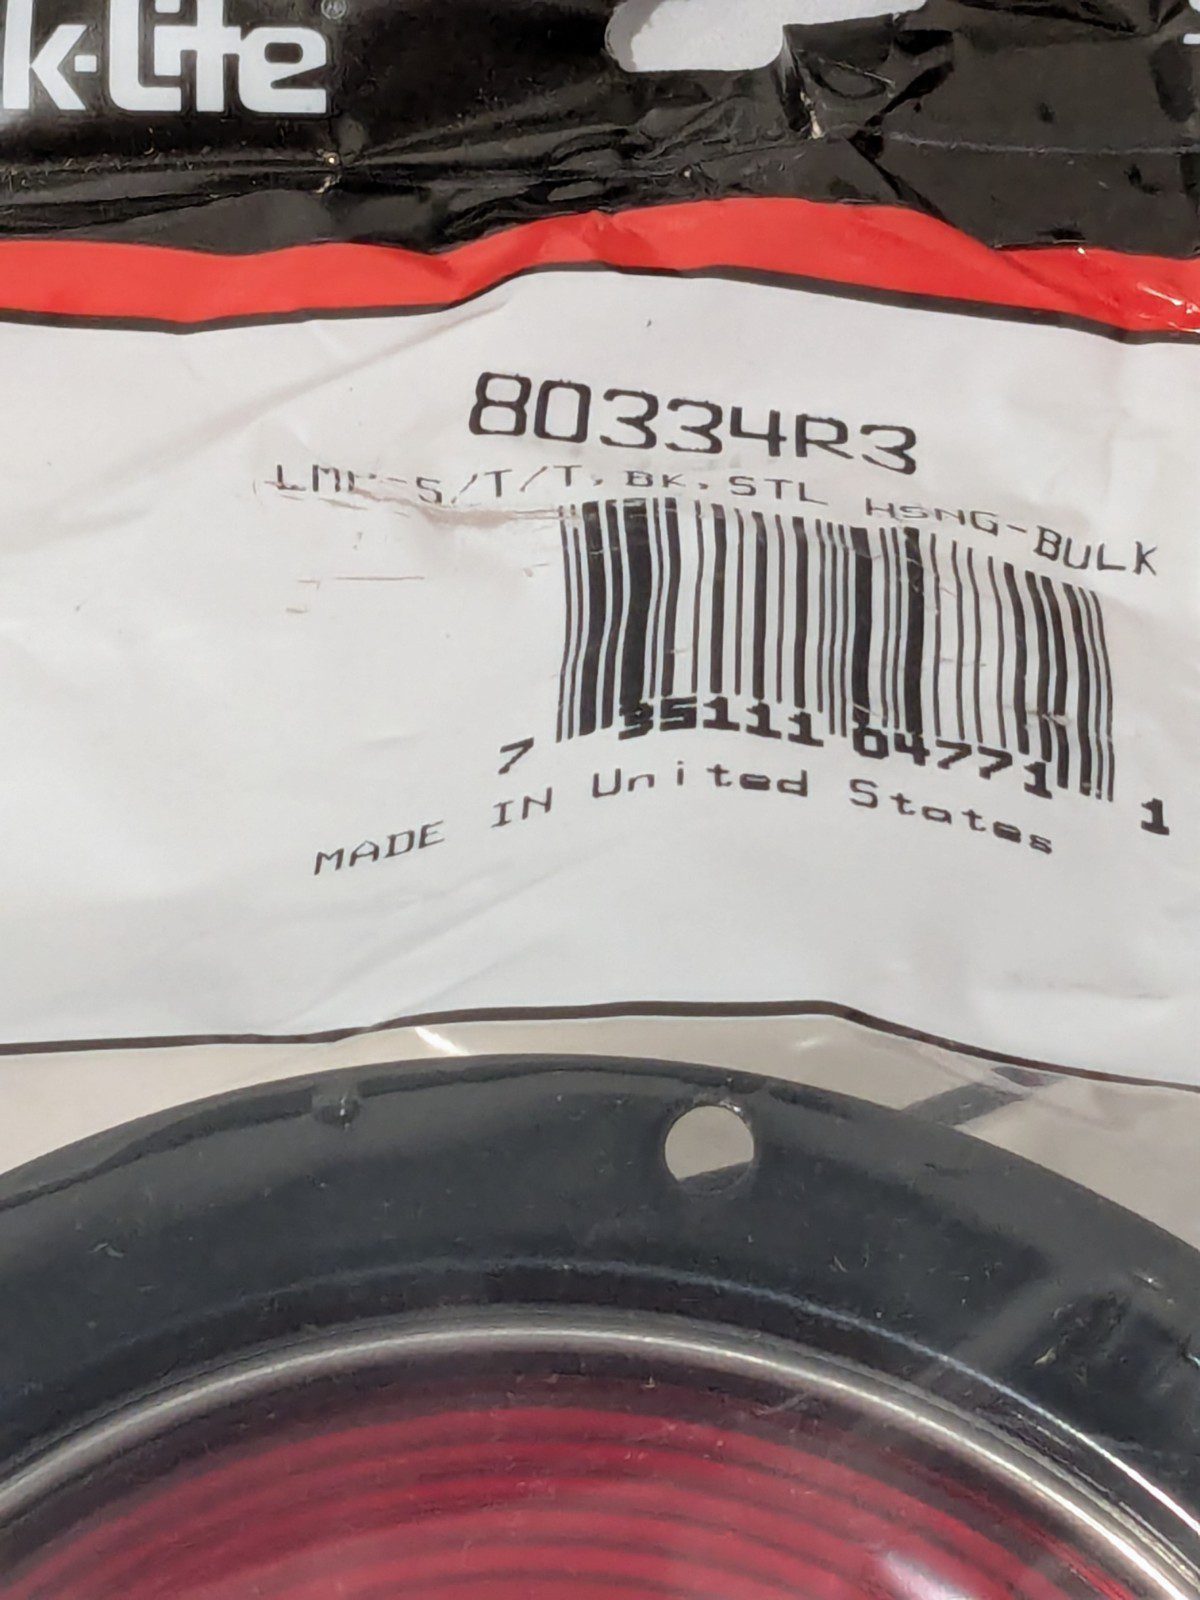 k-Lite®
80334R3
LMP-S/T/T, BK, STL HSNG-BULK
7 35111 04771 1
MADE IN United States